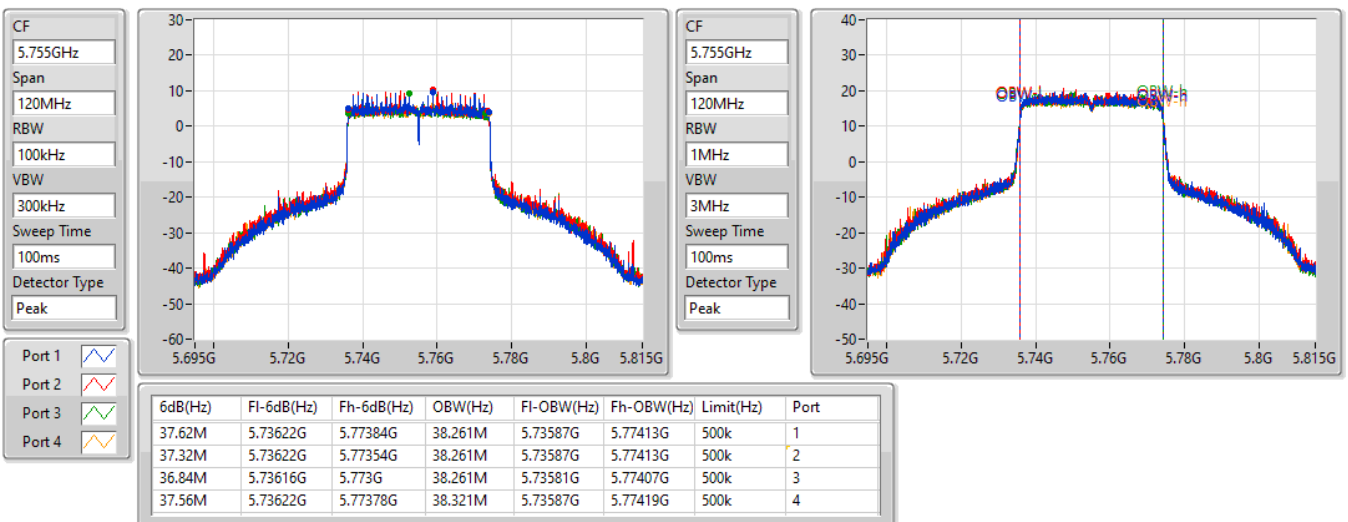 CF
5.755GHz
Span
120MHz
RBW
100kHz
VBW
300kHz
Sweep Time
100ms
Detector Type
Peak
30
20
10
0
-10
-20
-30
-40
-50
-60
5.695G 5.72G 5.74G 5.76G 5.78G 5.8G 5.815G
CF
5.755GHz
Span
120MHz
RBW
1MHz
VBW
3MHz
Sweep Time
100ms
Detector Type
Peak
40
30
20
10
0
-10
-20
-30
-40
-50
OBW-l OBW-h
5.695G 5.72G 5.74G 5.76G 5.78G 5.8G 5.815G
Port 1
Port 2
Port 3
Port 4
6dB(Hz) Fl-6dB(Hz) Fh-6dB(Hz) OBW(Hz) Fl-OBW(Hz) Fh-OBW(Hz) Limit(Hz) Port
37.62M 5.73622G 5.77384G 38.261M 5.73587G 5.77413G 500k 1
37.32M 5.73622G 5.77354G 38.261M 5.73587G 5.77413G 500k 2
36.84M 5.73616G 5.773G 38.261M 5.73581G 5.77407G 500k 3
37.56M 5.73622G 5.77378G 38.321M 5.73587G 5.77419G 500k 4